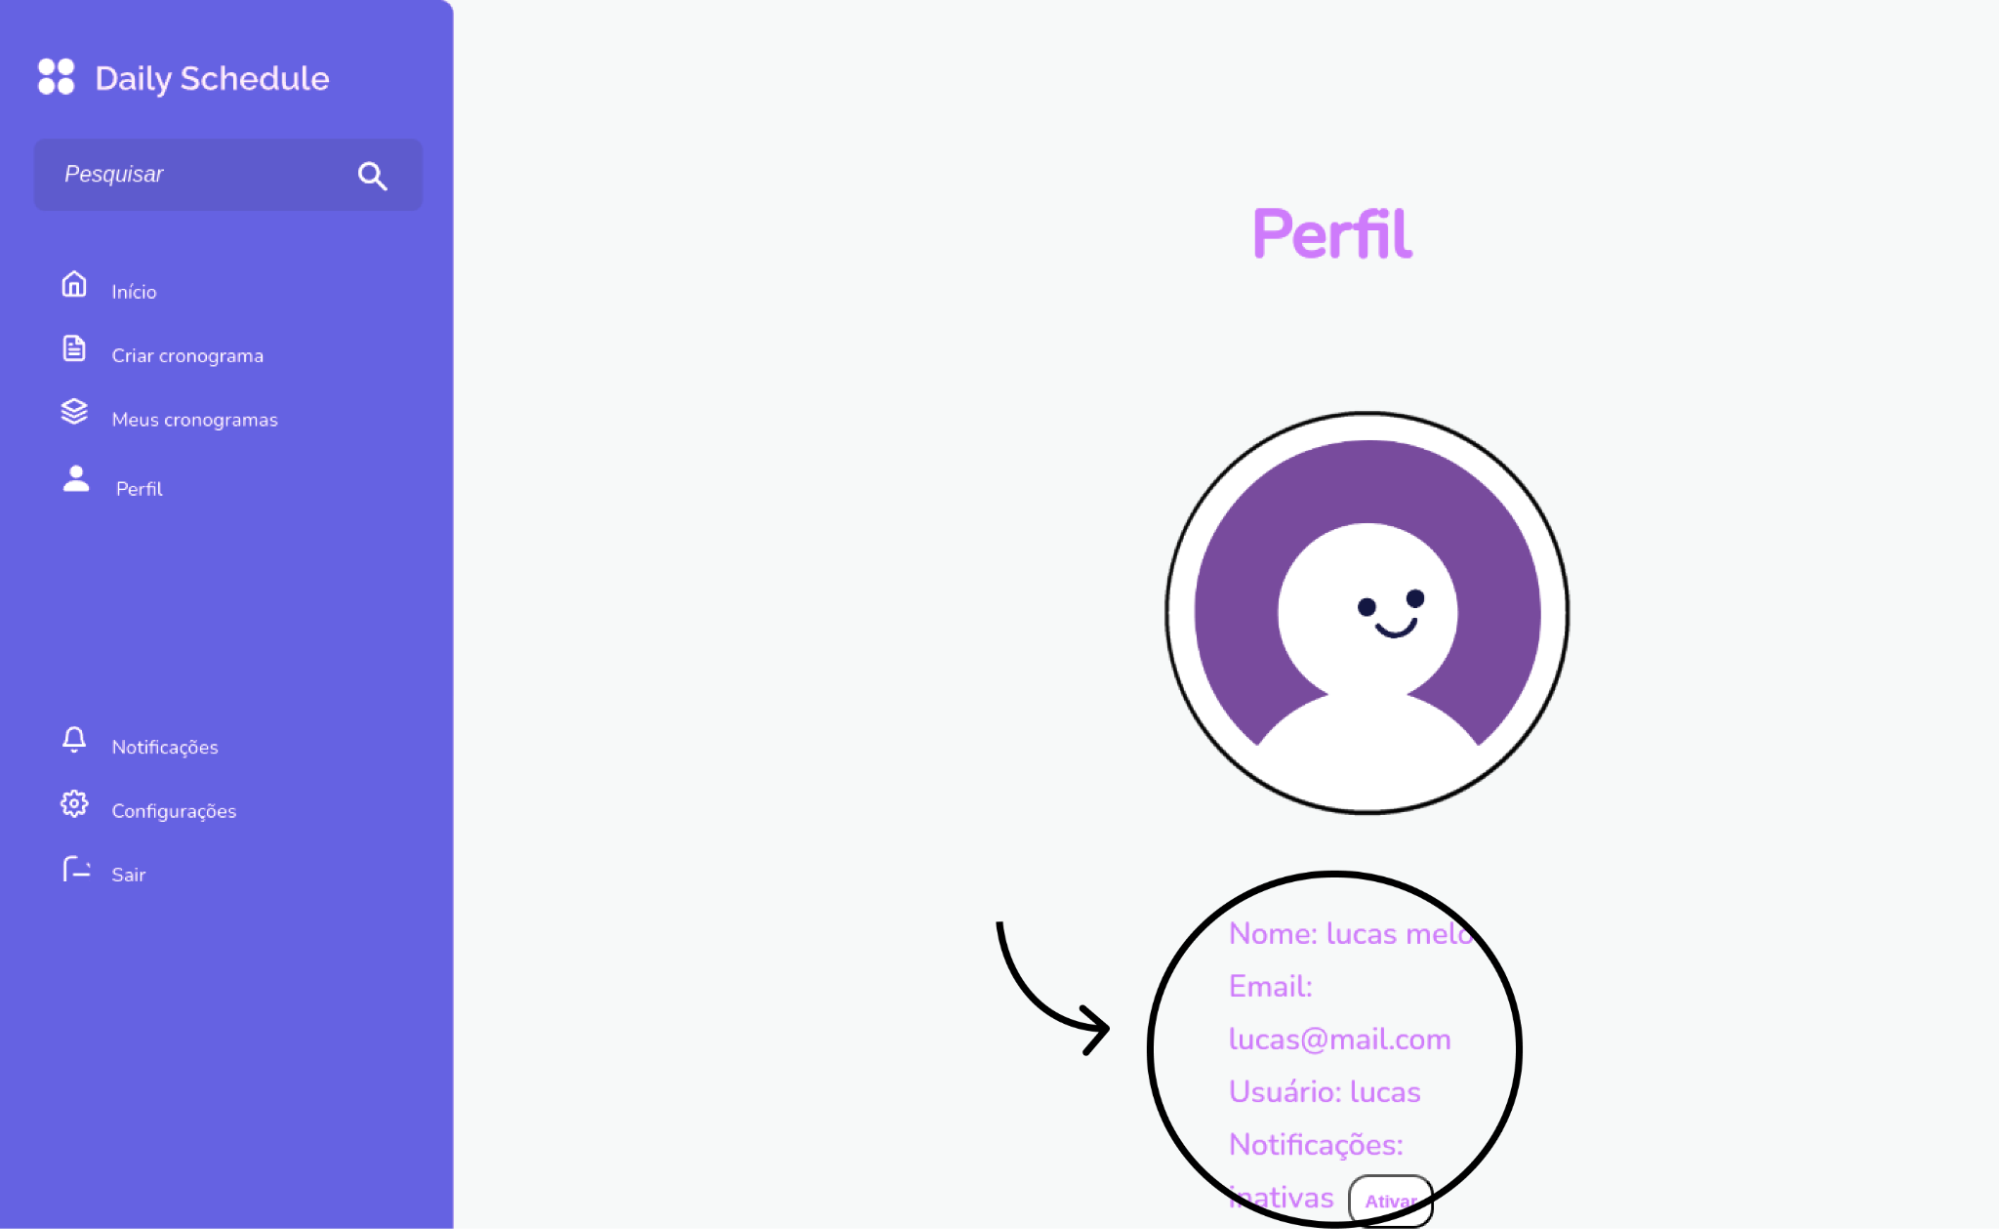 Daily Schedule
Pesquisar
Início
Criar cronograma
Meus cronogramas
Perfil
Notificações
Configurações
Sair
Perfil
Nome: lucas melo
Email:
lucas@mail.com
Usuário: lucas
Notificações:
inativas Ativar